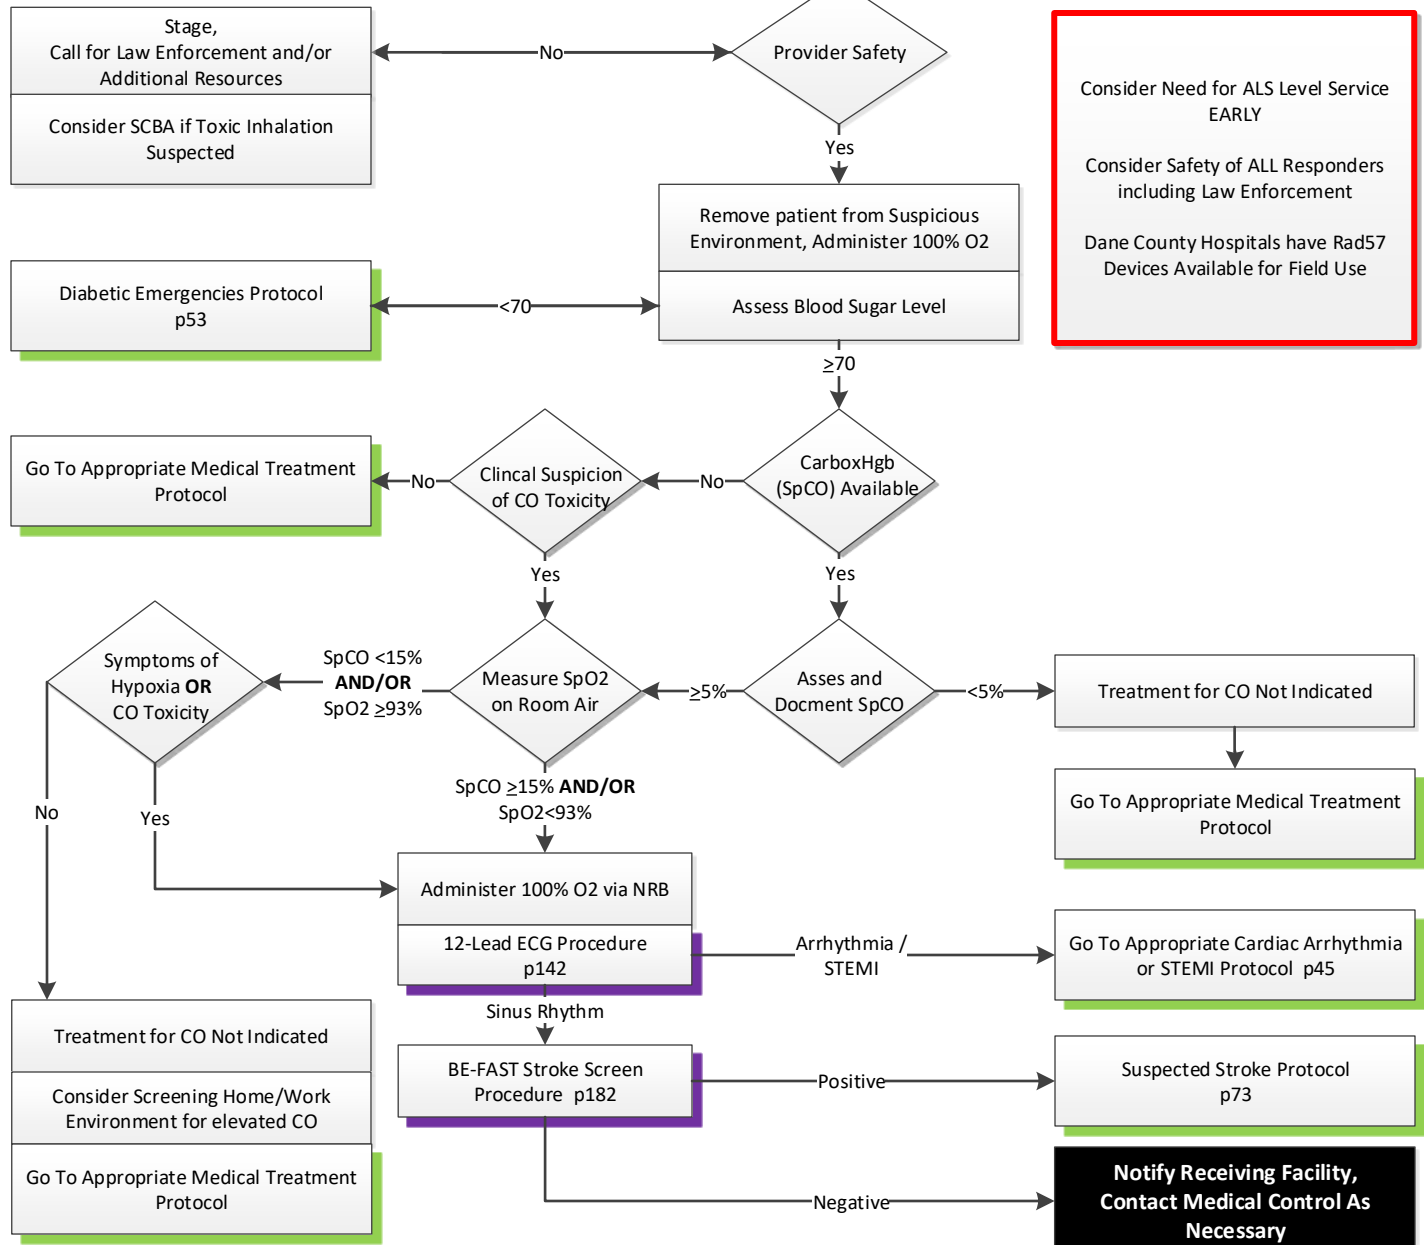 Stage,
Call for Law Enforcement and/or
Additional Resources
Consider SCBA if Toxic Inhalation
Suspected
No
Provider Safety
Yes
Consider Need for ALS Level Service
EARLY
Consider Safety of ALL Responders
including Law Enforcement
Dane County Hospitals have Rad57
Devices Available for Field Use
Remove patient from Suspicious
Environment, Administer 100% O2
Assess Blood Sugar Level
<70
Diabetic Emergencies Protocol
p53
≥70
CarboxHgb
(SpCO) Available
No
Clincal Suspicion
of CO Toxicity
No
Go To Appropriate Medical Treatment
Protocol
Yes
Yes
Asses and
Docment SpCO
<5%
Treatment for CO Not Indicated
Go To Appropriate Medical Treatment
Protocol
≥5%
Measure SpO2
on Room Air
SpCO <15%
AND/OR
SpO2 ≥93%
Symptoms of
Hypoxia OR
CO Toxicity
SpCO ≥15% AND/OR
SpO2<93%
No
Yes
Administer 100% O2 via NRB
12-Lead ECG Procedure
p142
Arrhythmia /
STEMI
Go To Appropriate Cardiac Arrhythmia
or STEMI Protocol p45
Sinus Rhythm
Treatment for CO Not Indicated
Consider Screening Home/Work
Environment for elevated CO
Go To Appropriate Medical Treatment
Protocol
BE-FAST Stroke Screen
Procedure p182
Positive
Suspected Stroke Protocol
p73
Negative
Notify Receiving Facility,
Contact Medical Control As
Necessary